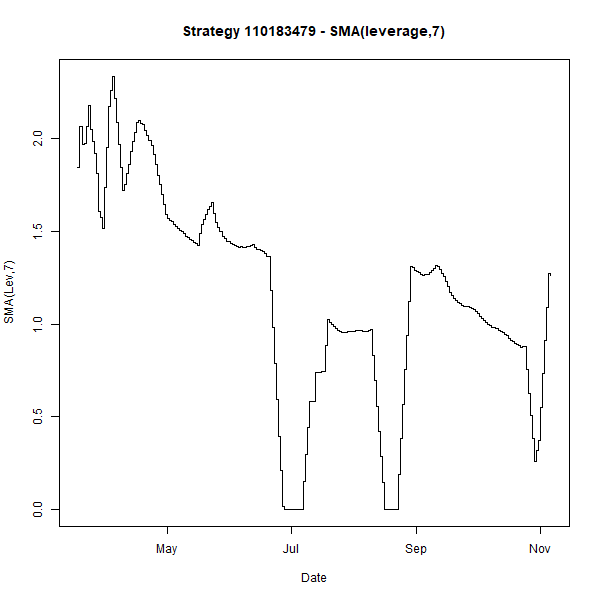 Strategy 110183479 - SMA(leverage,7)
SMA(Lev,7)
2.0
1.5
1.0
0.5
0.0
May Jul Sep Nov
Date